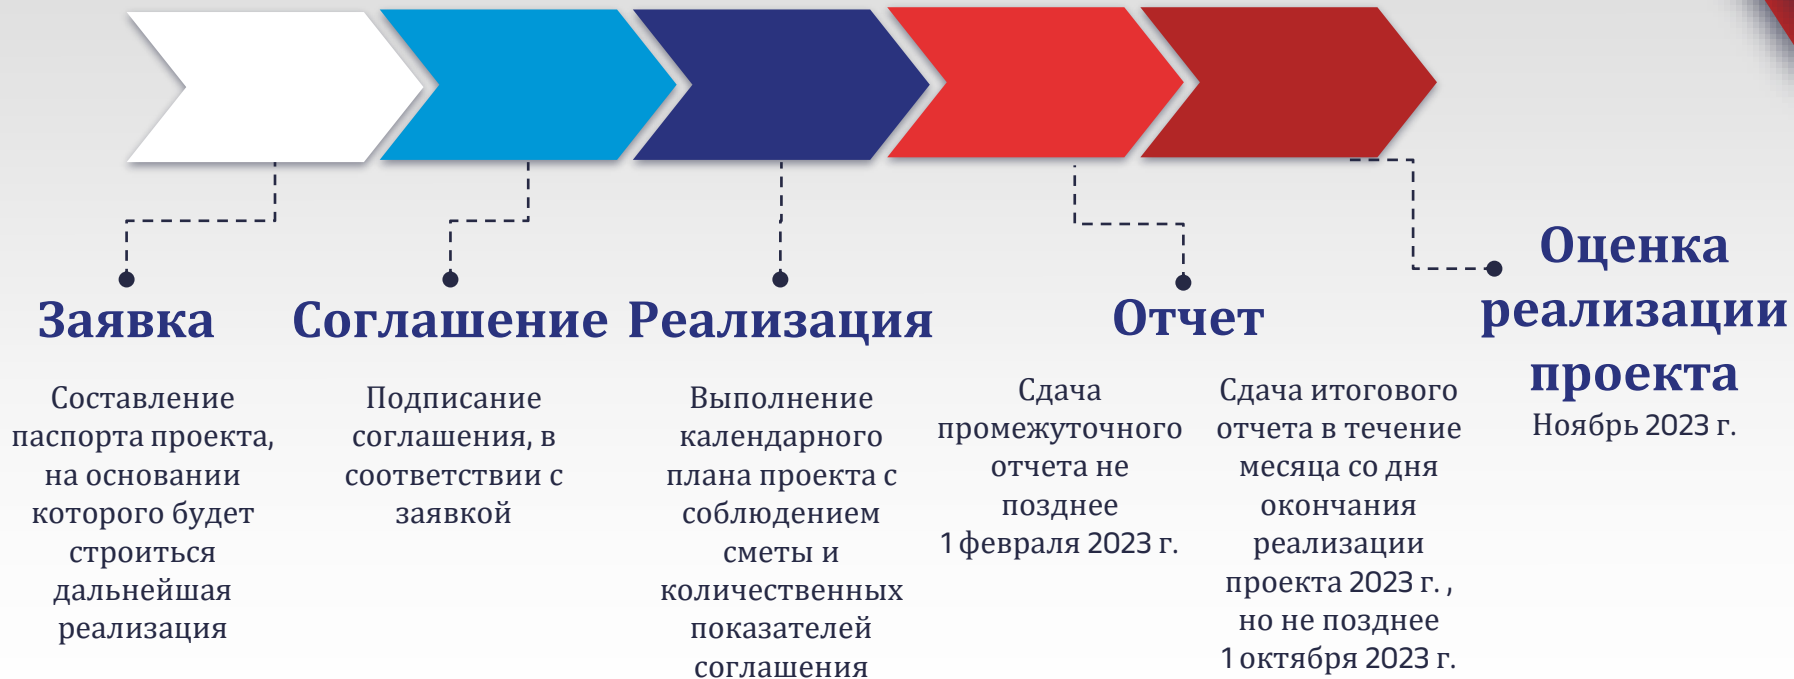 Заявка
Составление
паспорта проекта,
на основании
которого будет
строиться
дальнейшая
реализация
Соглашение
Подписание
соглашения, в
соответствии с
заявкой
Реализация
Выполнение
календарного
плана проекта с
соблюдением
сметы и
количественных
показателей
соглашения
Отчет
Сдача
промежуточного
отчета не
позднее
1 февраля 2023 г.
Сдача итогового
отчета в течение
месяца со дня
окончания
реализации
проекта 2023 г. ,
но не позднее
1 октября 2023 г.
Оценка
реализации
проекта
Ноябрь 2023 г.